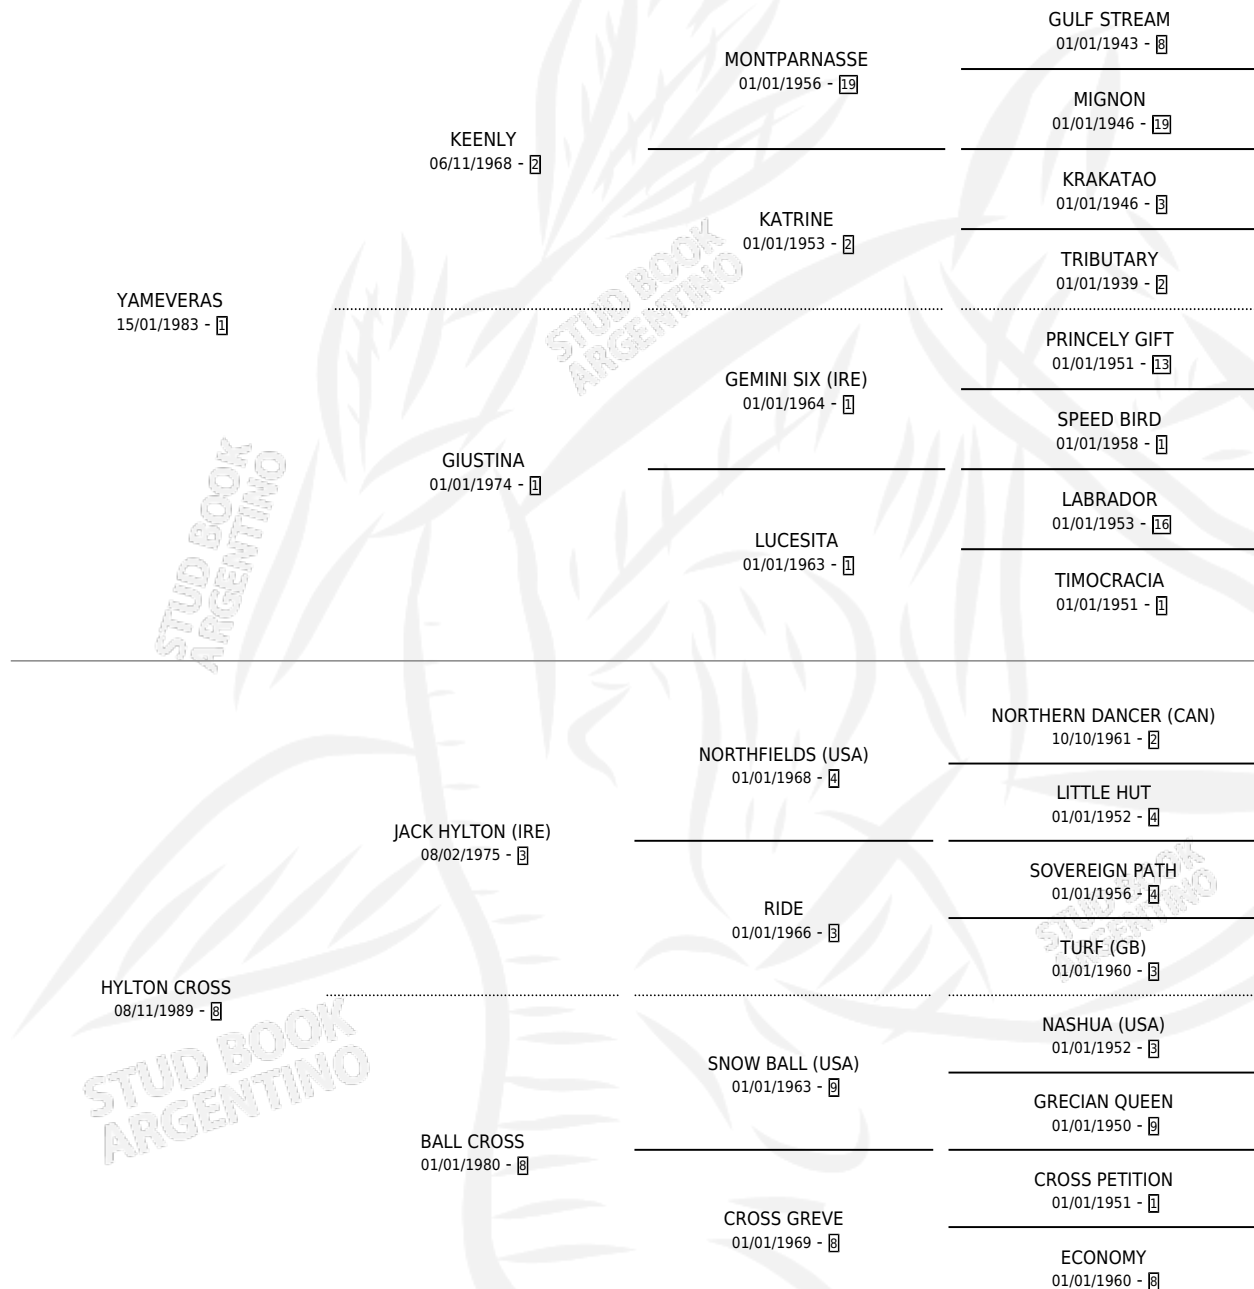 GULF STREAM
01/01/1943 - 8
MONTPARNASSE
01/01/1956 - 19
MIGNON
01/01/1946 - 19
KEENLY
06/11/1968 - 2
KRAKATAO
01/01/1946 - 3
KATRINE
01/01/1953 - 2
TRIBUTARY
01/01/1939 - 2
YAMEVERAS
15/01/1983 - 1
PRINCELY GIFT
01/01/1951 - 13
GEMINI SIX (IRE)
01/01/1964 - 1
SPEED BIRD
01/01/1958 - 1
GIUSTINA
01/01/1974 - 1
LABRADOR
01/01/1953 - 16
LUCESITA
01/01/1963 - 1
TIMOCRACIA
01/01/1951 - 1
STUD BOOK
ARGENTINO
STUD BOOK
ARGENTINO
NORTHERN DANCER (CAN)
10/10/1961 - 2
NORTHFIELDS (USA)
01/01/1968 - 4
LITTLE HUT
01/01/1952 - 4
JACK HYLTON (IRE)
08/02/1975 - 3
SOVEREIGN PATH
01/01/1956 - 4
RIDE
01/01/1966 - 3
TURF (GB)
01/01/1960 - 3
HYLTON CROSS
08/11/1989 - 8
NASHUA (USA)
01/01/1952 - 3
SNOW BALL (USA)
01/01/1963 - 9
GRECIAN QUEEN
01/01/1950 - 9
BALL CROSS
01/01/1980 - 8
CROSS PETITION
01/01/1951 - 1
CROSS GREVE
01/01/1969 - 8
ECONOMY
01/01/1960 - 8
STUD BOOK
ARGENTINO
STUD BOOK
ARGENTINO